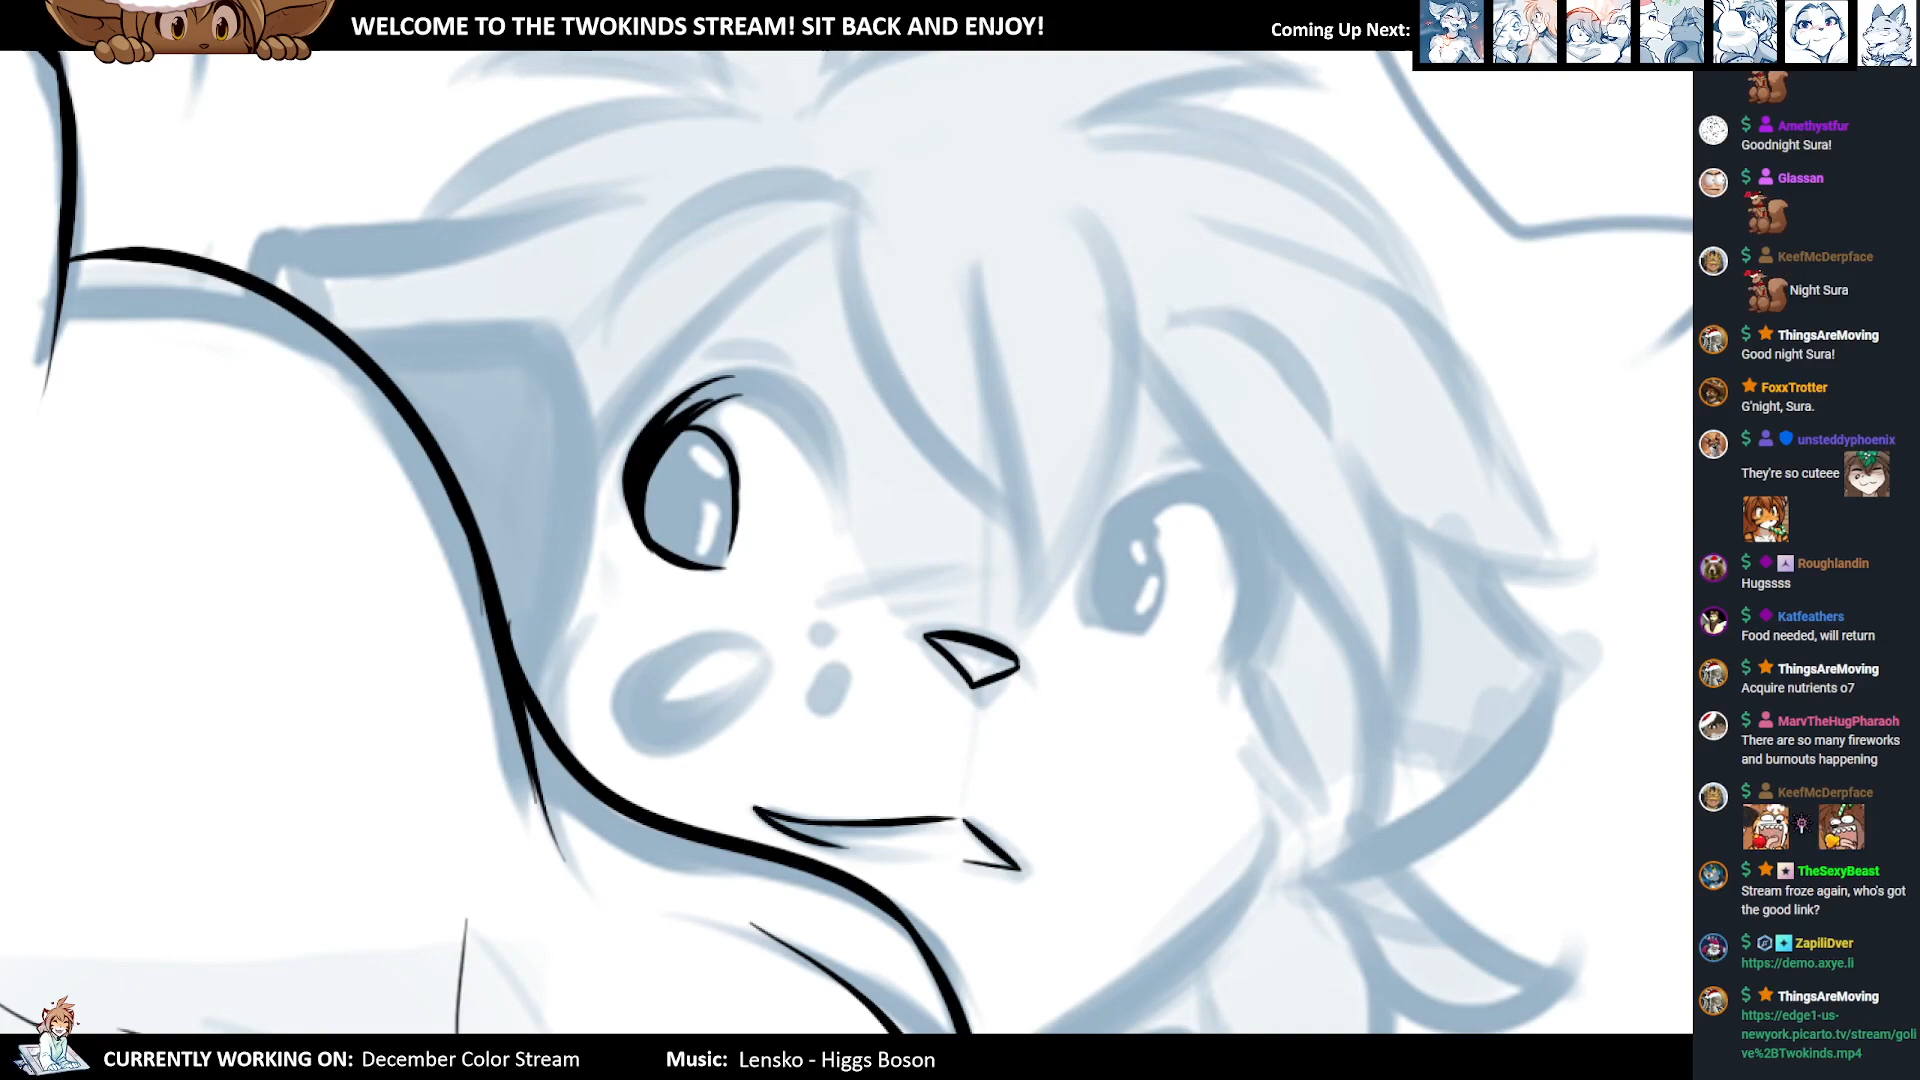 WELCOME TO THE TWOKINDS STREAM! SIT BACK AND ENJOY!
Coming Up Next:
$ Amethystfur
Goodnight Sura!
$ Glassan
$ KeefMcDerpface
Night Sura
$ ThingsAreMoving
Good night Sura!
FoxxTrotter
G'night, Sura.
$ unsteddyphoenix
They're so cuteee
$ Roughlandin
Hugssss
$ Katfeathers
Food needed, will return
$ ThingsAreMoving
Acquire nutrients o7
$ MarvTheHugPharaoh
There are so many fireworks
and burnouts happening
$ KeefMcDerpface
$ TheSexyBeast
Stream froze again, who's got
the good link?
$ ZapiliDver
https://demo.axye.li
$ ThingsAreMoving
https://edge1-us-
newyork.picarto.tv/stream/goli
ve%2BTwokinds.mp4
CURRENTLY WORKING ON: December Color Stream
Music: Lensko - Higgs Boson